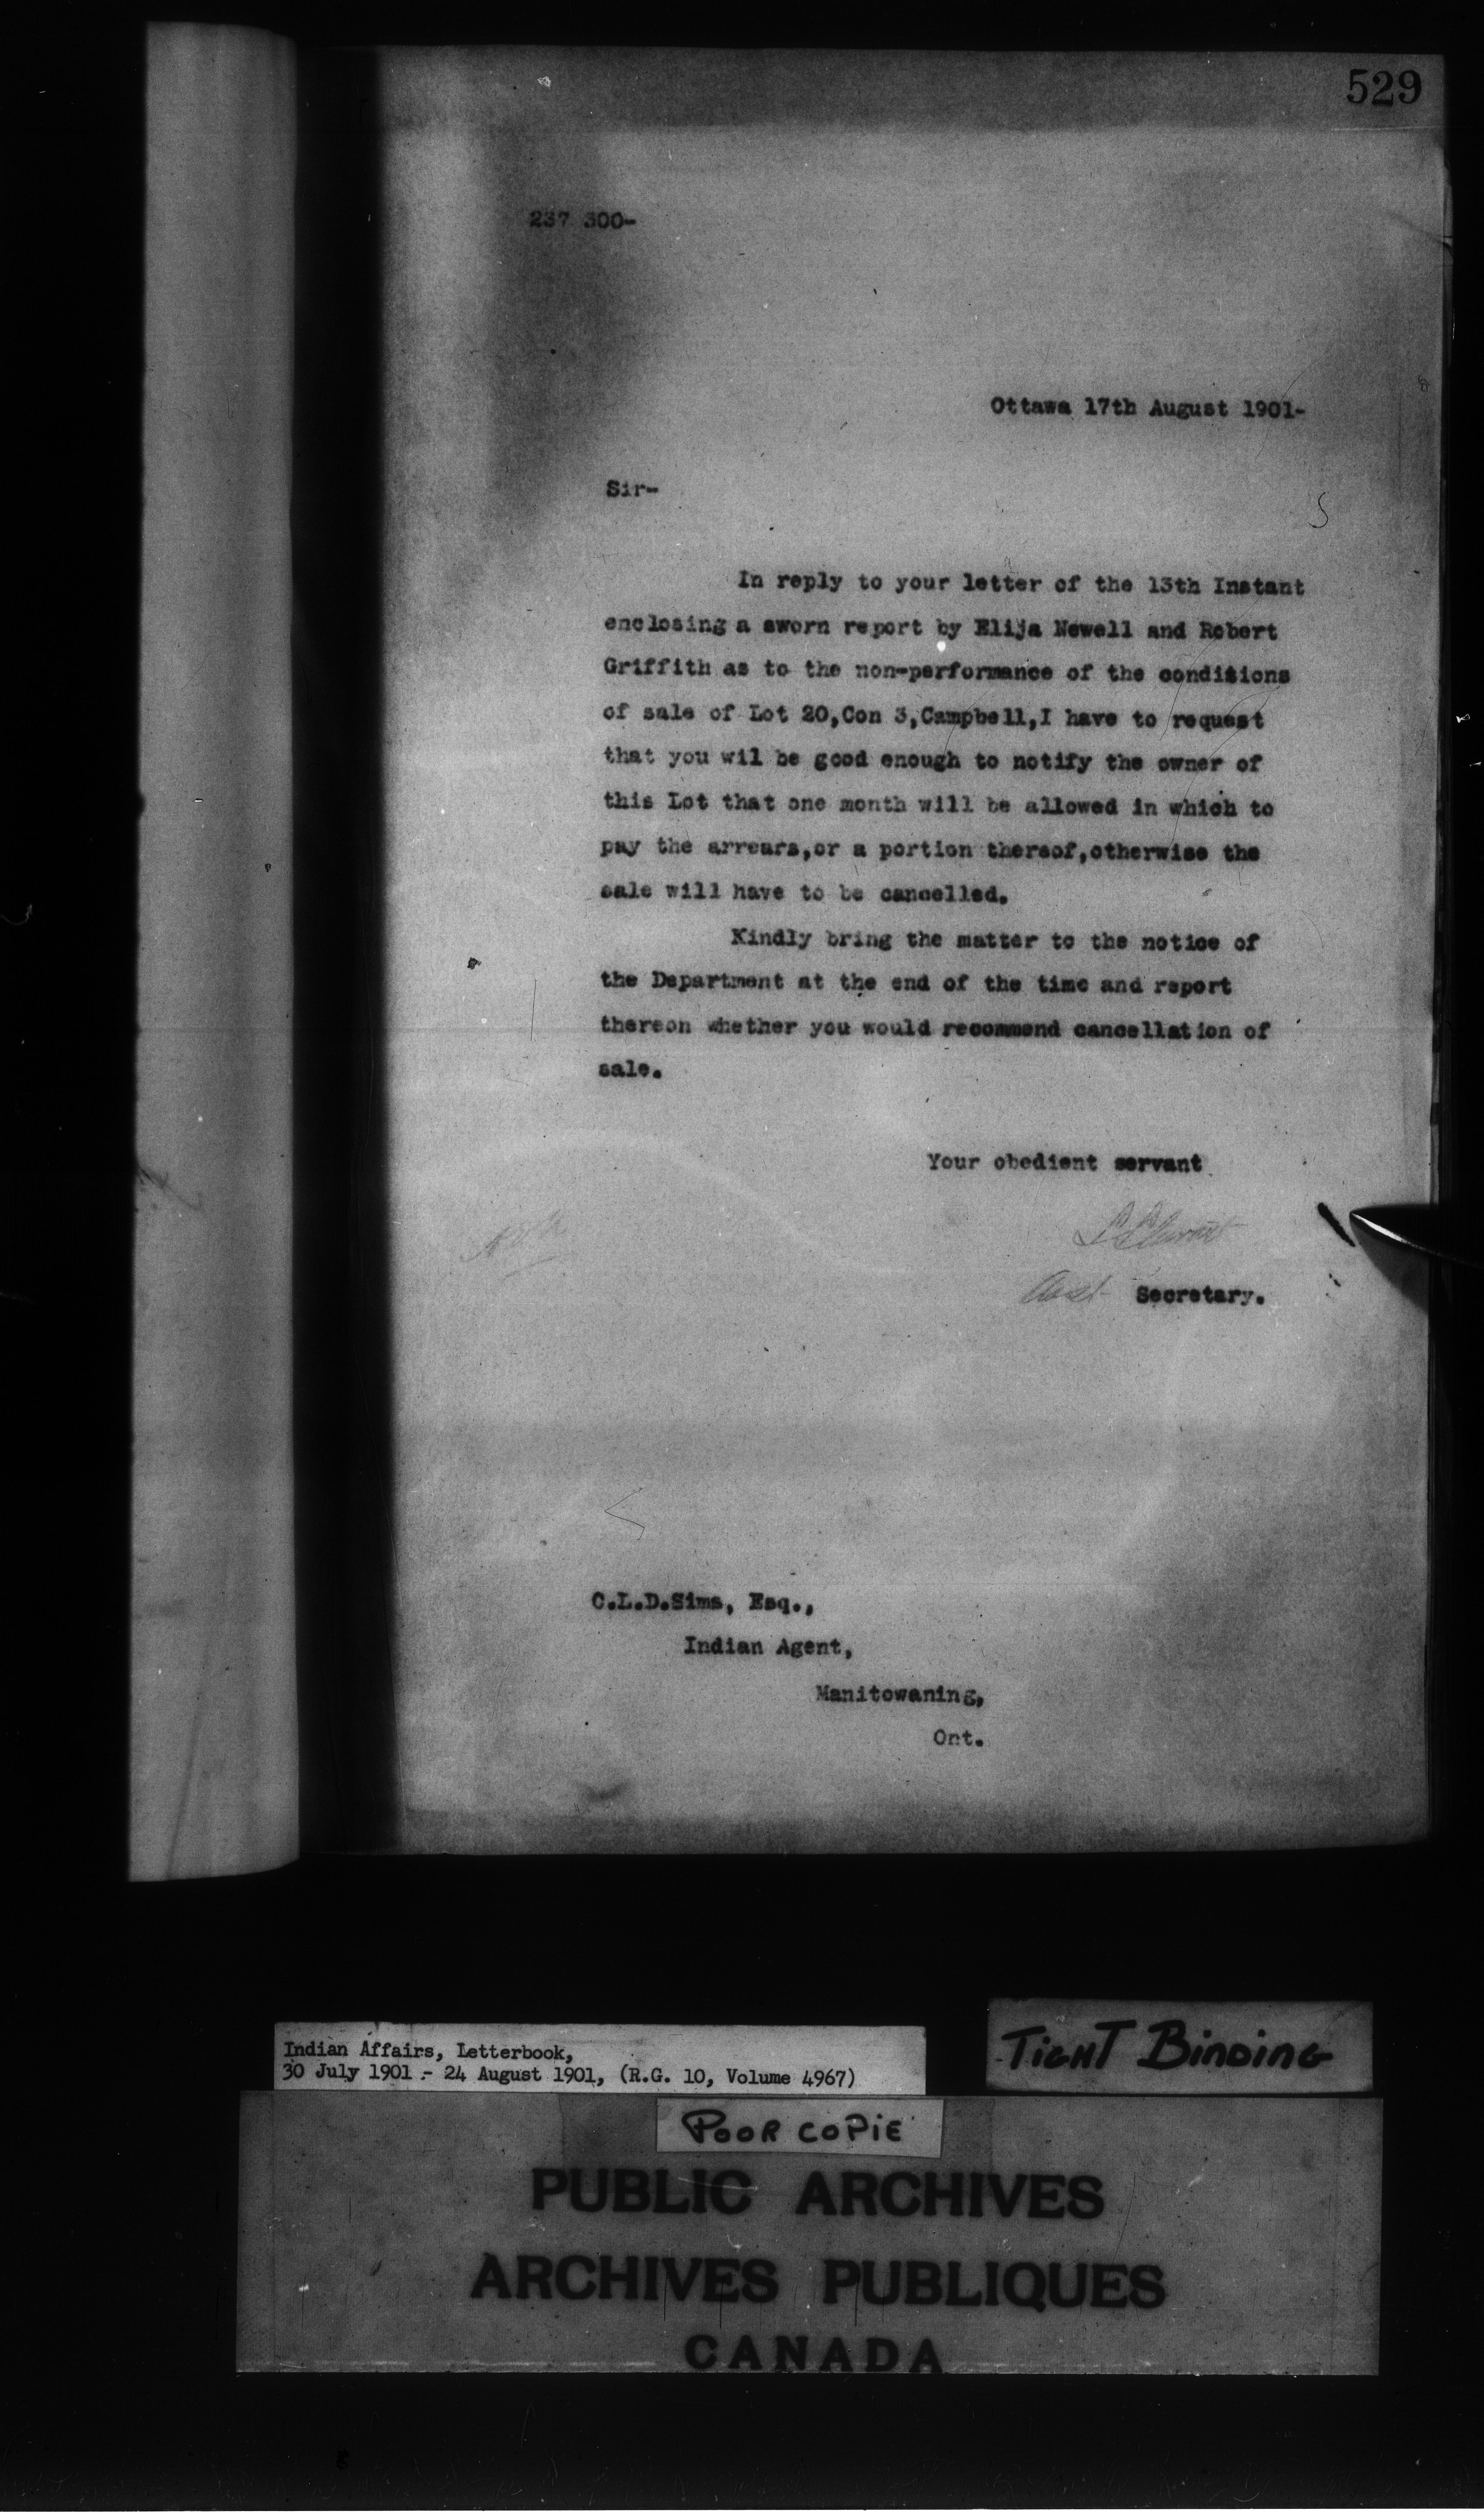 529
237 300-
Ottawa 17th August 1901-
Sir-
In reply to your letter of the 13th Instant
enclosing a sworn report by Elija Newell and Robert
Griffith as to the non-performance of the conditions
of sale of Lot 20,Con 3,Campbell,I have to request
that you wil be good enough to notify the owner of
this Lot that one month will be allowed in which to
pay the arrears,or a portion thereof,otherwise the
sale will have to be cancelled.
Kindly bring the matter to the notice of
the Department at the end of the time and report
thereon whether you would recommend cancellation of
sale.
Your obedient servant
Asst Secretary.
C.L.D.Sims, Esq.,
Indian Agent,
Manitowaning,
Ont.
Indian Affairs, Letterbook,
30 July 1901 - 24 August 1901, (R.G. 10, Volume 4967)
TIGHT BINDING
POOR COPIE
PUBLIC ARCHIVES
ARCHIVES PUBLIQUES
CANADA